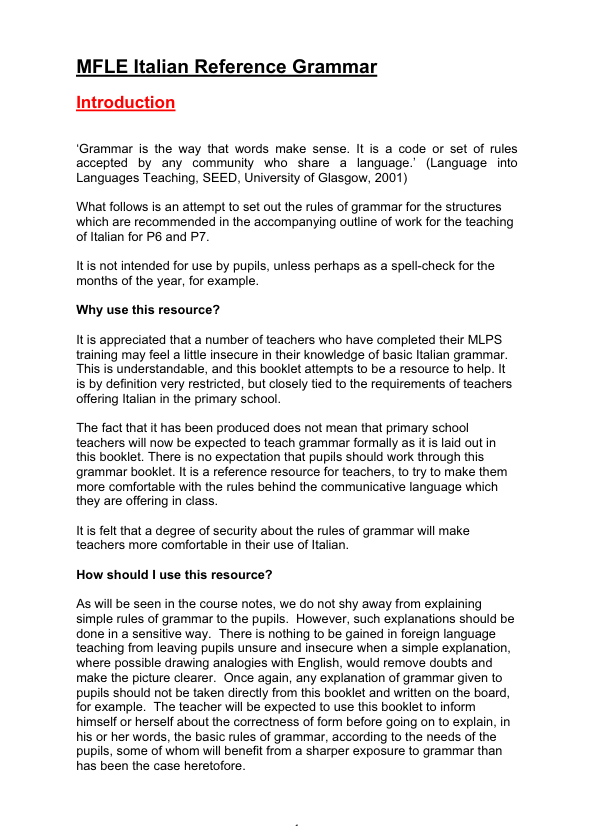 MFLE Italian Reference Grammar
Introduction
‘Grammar is the way that words make sense. It is a code or set of rules
accepted by any community who share a language.’ (Language into
Languages Teaching, SEED, University of Glasgow, 2001)
What follows is an attempt to set out the rules of grammar for the structures
which are recommended in the accompanying outline of work for the teaching
of Italian for P6 and P7.
It is not intended for use by pupils, unless perhaps as a spell-check for the
months of the year, for example.
Why use this resource?
It is appreciated that a number of teachers who have completed their MLPS
training may feel a little insecure in their knowledge of basic Italian grammar.
This is understandable, and this booklet attempts to be a resource to help. It
is by definition very restricted, but closely tied to the requirements of teachers
offering Italian in the primary school.
The fact that it has been produced does not mean that primary school
teachers will now be expected to teach grammar formally as it is laid out in
this booklet. There is no expectation that pupils should work through this
grammar booklet. It is a reference resource for teachers, to try to make them
more comfortable with the rules behind the communicative language which
they are offering in class.
It is felt that a degree of security about the rules of grammar will make
teachers more comfortable in their use of Italian.
How should I use this resource?
As will be seen in the course notes, we do not shy away from explaining
simple rules of grammar to the pupils.  However, such explanations should be
done in a sensitive way.  There is nothing to be gained in foreign language
teaching from leaving pupils unsure and insecure when a simple explanation,
where possible drawing analogies with English, would remove doubts and
make the picture clearer.  Once again, any explanation of grammar given to
pupils should not be taken directly from this booklet and written on the board,
for example.  The teacher will be expected to use this booklet to inform
himself or herself about the correctness of form before going on to explain, in
his or her words, the basic rules of grammar, according to the needs of the
pupils, some of whom will benefit from a sharper exposure to grammar than
has been the case heretofore.